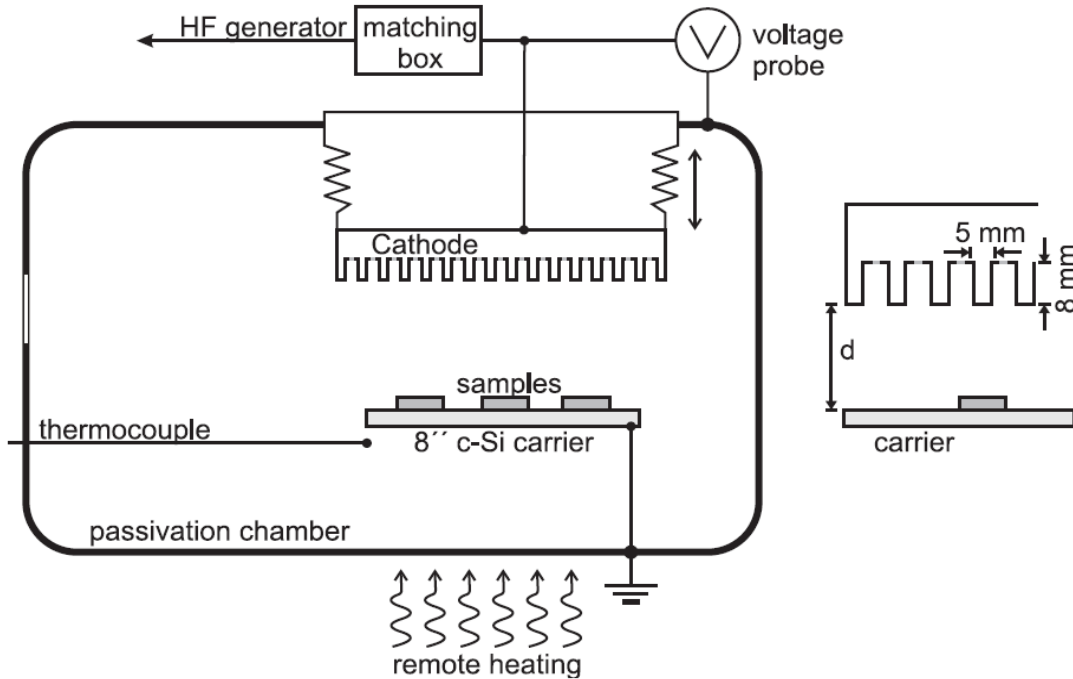 HF generator
matching
box
V
voltage
probe
Cathode
5 mm
8 mm
d
samples
thermocouple
8´´ c-Si carrier
carrier
passivation chamber
remote heating